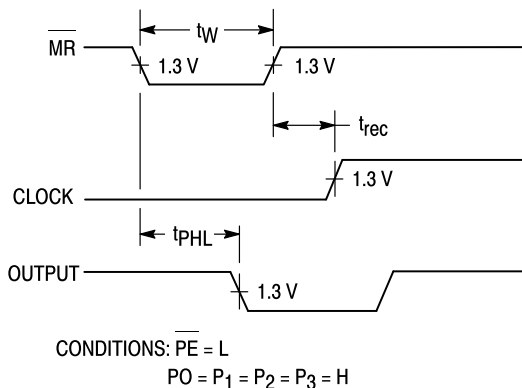 tW
MR
1.3 V
1.3 V
trec
1.3 V
CLOCK
tPHL
OUTPUT
1.3 V
CONDITIONS: PE = L
PO = P1 = P2 = P3 = H